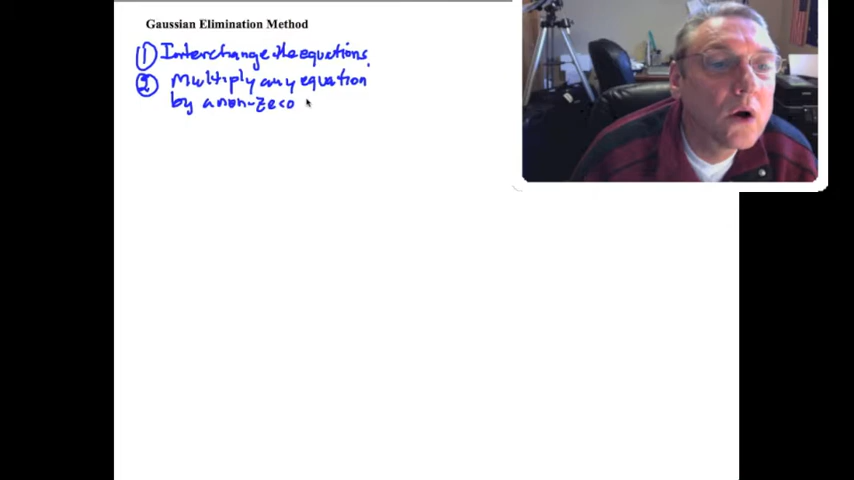 Gaussian Elimination Method
① Interchange the equations.
② Multiply any equation
by a non-zero